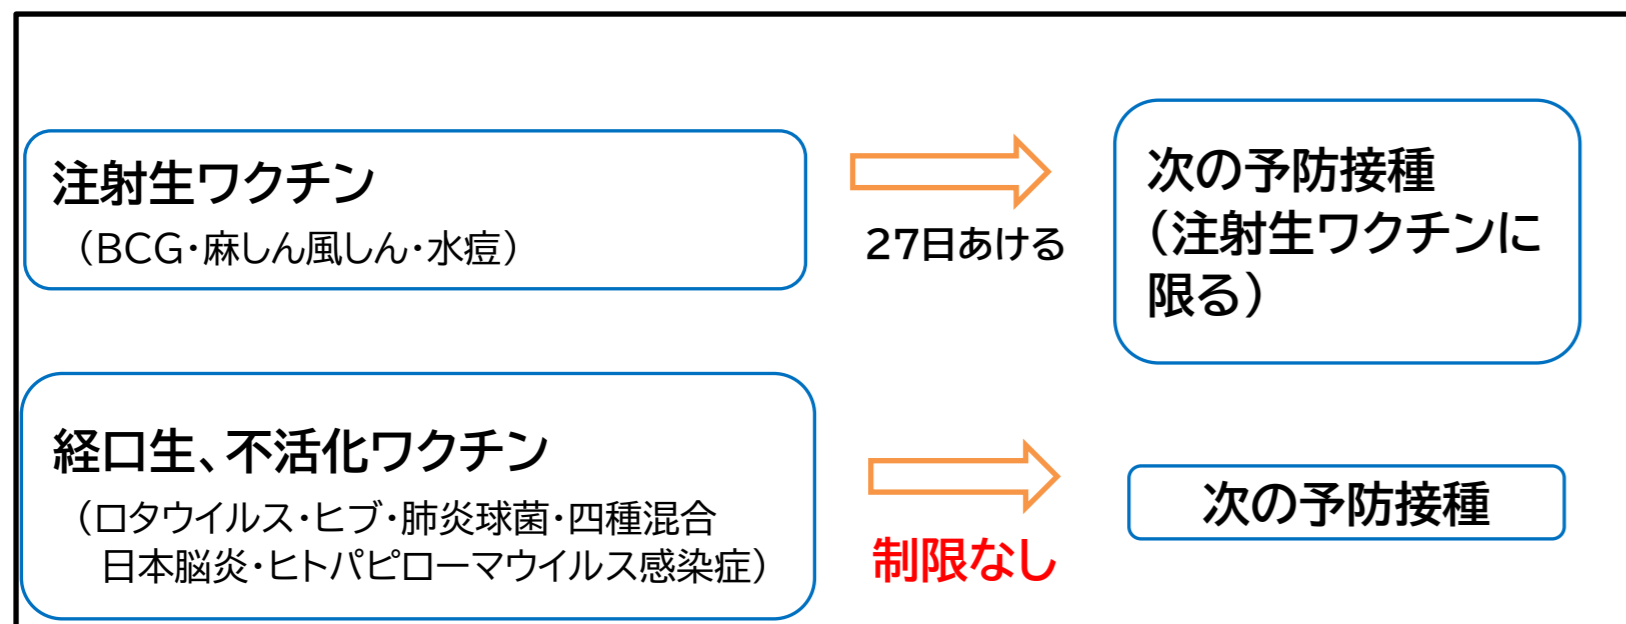 注射生ワクチン
（BCG・麻しん風しん・水痘）
27日あける
次の予防接種
（注射生ワクチンに
限る）
経口生、不活化ワクチン
（ロタウイルス・ヒブ・肺炎球菌・四種混合
日本脳炎・ヒトパピローマウイルス感染症）
制限なし
次の予防接種